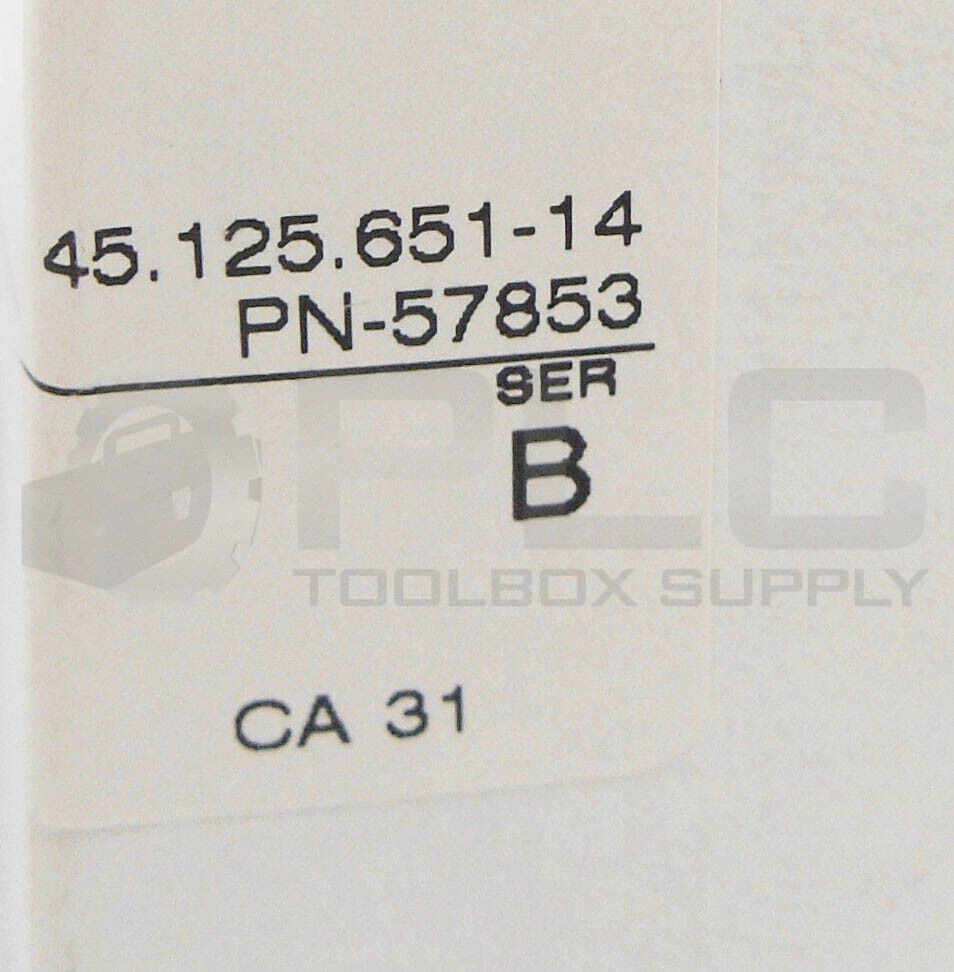 45.125.651-14
PN-57853
SER
B
PLC
TOOLBOX SUPPLY
CA 31